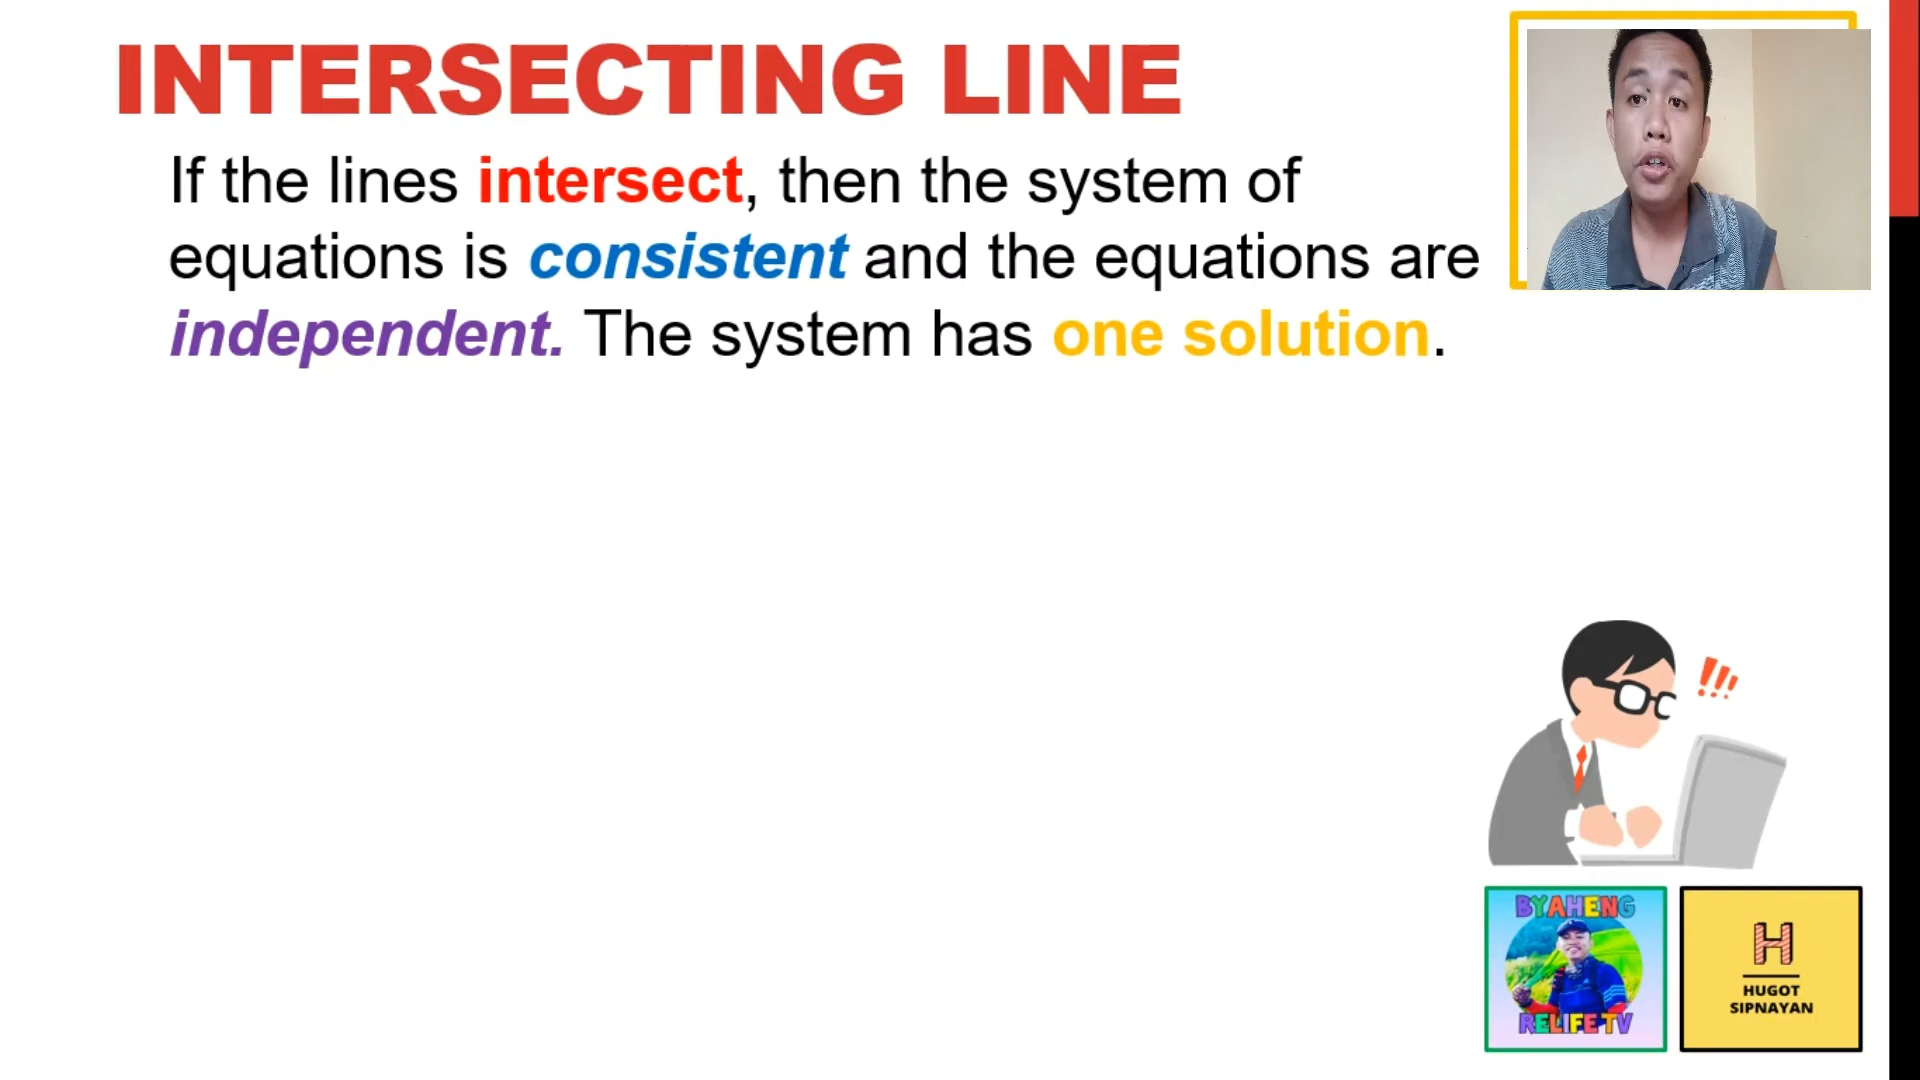 INTERSECTING LINE
If the lines intersect, then the system of
equations is consistent and the equations are
independent. The system has one solution.
!!!
BYAHENG
RELIFE TV
H
HUGOT
SIPNAYAN